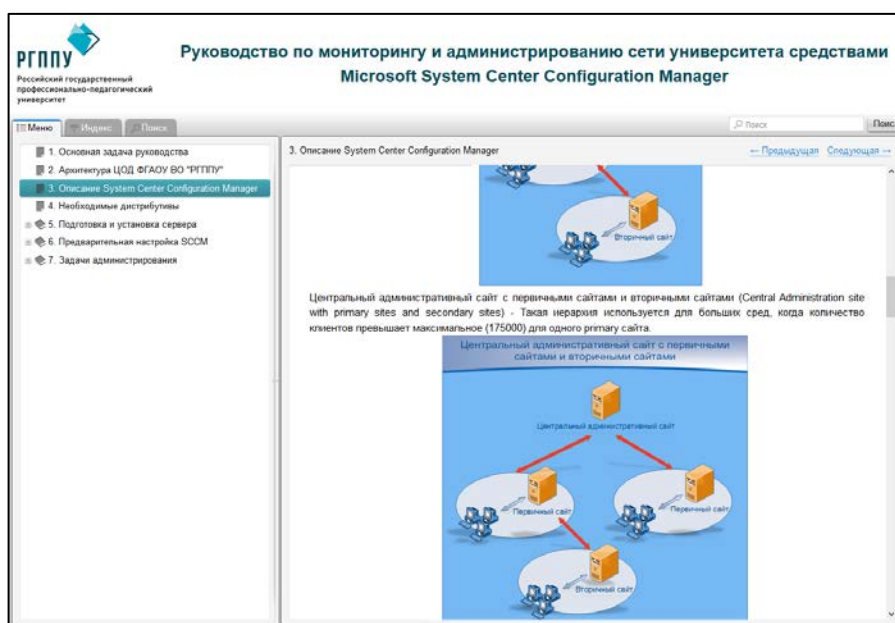 РГППУ
Российский государственный
профессионально-педагогический
университет
Руководство по мониторингу и администрированию сети университета средствами
Microsoft System Center Configuration Manager
Меню
Индекс
Поиск
Поиск
Поис
1. Основная задача руководства
2. Архитектура ЦОД ФГАОУ ВО "РГППУ"
3. Описание System Center Configuration Manager
4. Необходимые дистрибутивы
5. Подготовка и установка сервера
6. Предварительная настройка SCCM
7. Задачи администрирования
3. Описание System Center Configuration Manager
← Предыдущая Следующая →
Вторичный сайт
Центральный административный сайт с первичными сайтами и вторичными сайтами (Central Administration site
with primary sites and secondary sites) - Такая иерархия используется для больших сред, когда количество
клиентов превышает максимальное (175000) для одного primary сайта.
Центральный административный сайт с первичными
сайтами и вторичными сайтами
Центральный административный сайт
Первичный сайт
Первичный сайт
Вторичный сайт